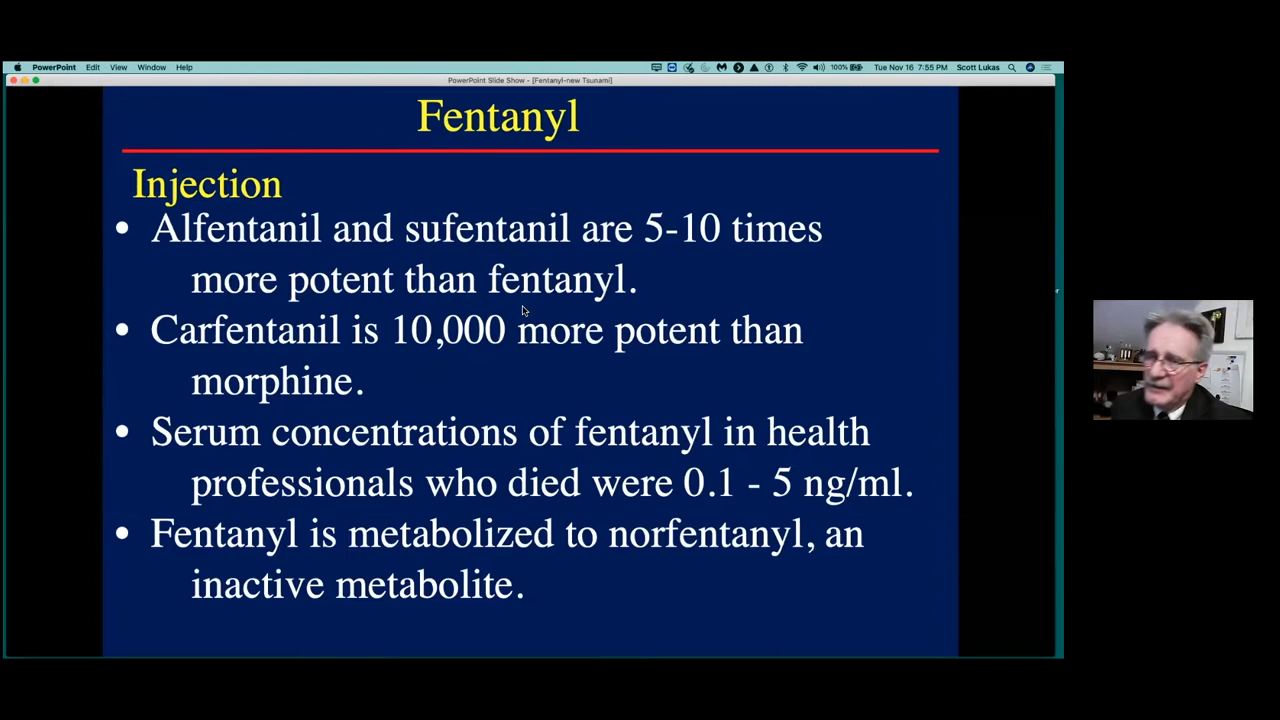 PowerPoint Edit View Window Help 100% Tue Nov 16 7:55 PM Scott Lukas
PowerPoint Slide Show - [Fentanyl-new Tsunami]
Fentanyl
Injection
• Alfentanil and sufentanil are 5-10 times
more potent than fentanyl.
• Carfentanil is 10,000 more potent than
morphine.
• Serum concentrations of fentanyl in health
professionals who died were 0.1 - 5 ng/ml.
• Fentanyl is metabolized to norfentanyl, an
inactive metabolite.